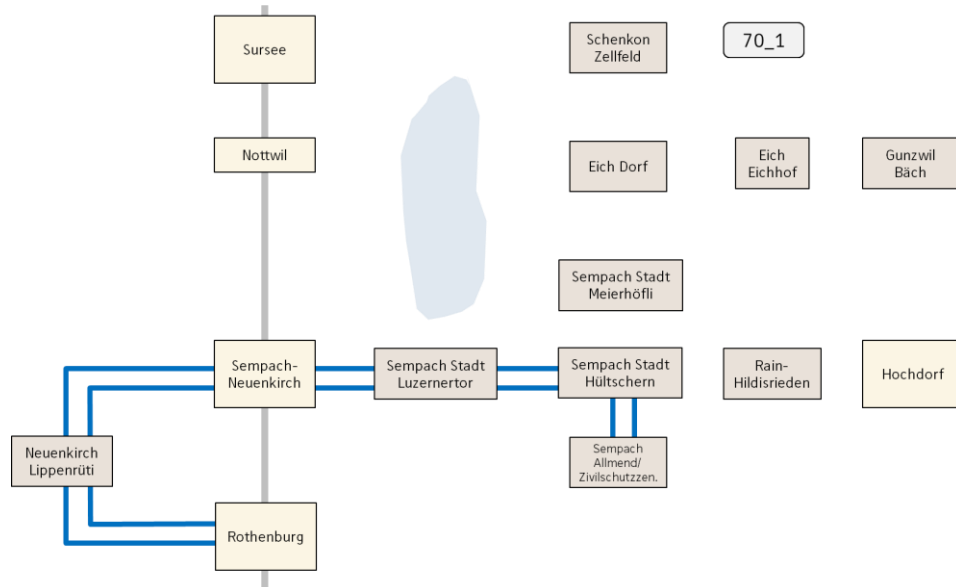 Sursee
Schenkon
Zellfeld
70_1
Nottwil
Eich Dorf
Eich
Eichhof
Gunzwil
Bäch
Sempach Stadt
Meierhöfli
Sempach-
Neuenkirch
Sempach Stadt
Luzernertor
Sempach Stadt
Hültschern
Rain-
Hildisrieden
Hochdorf
Neuenkirch
Lippenrüti
Sempach
Allmend/
Zivilschutzzen.
Rothenburg